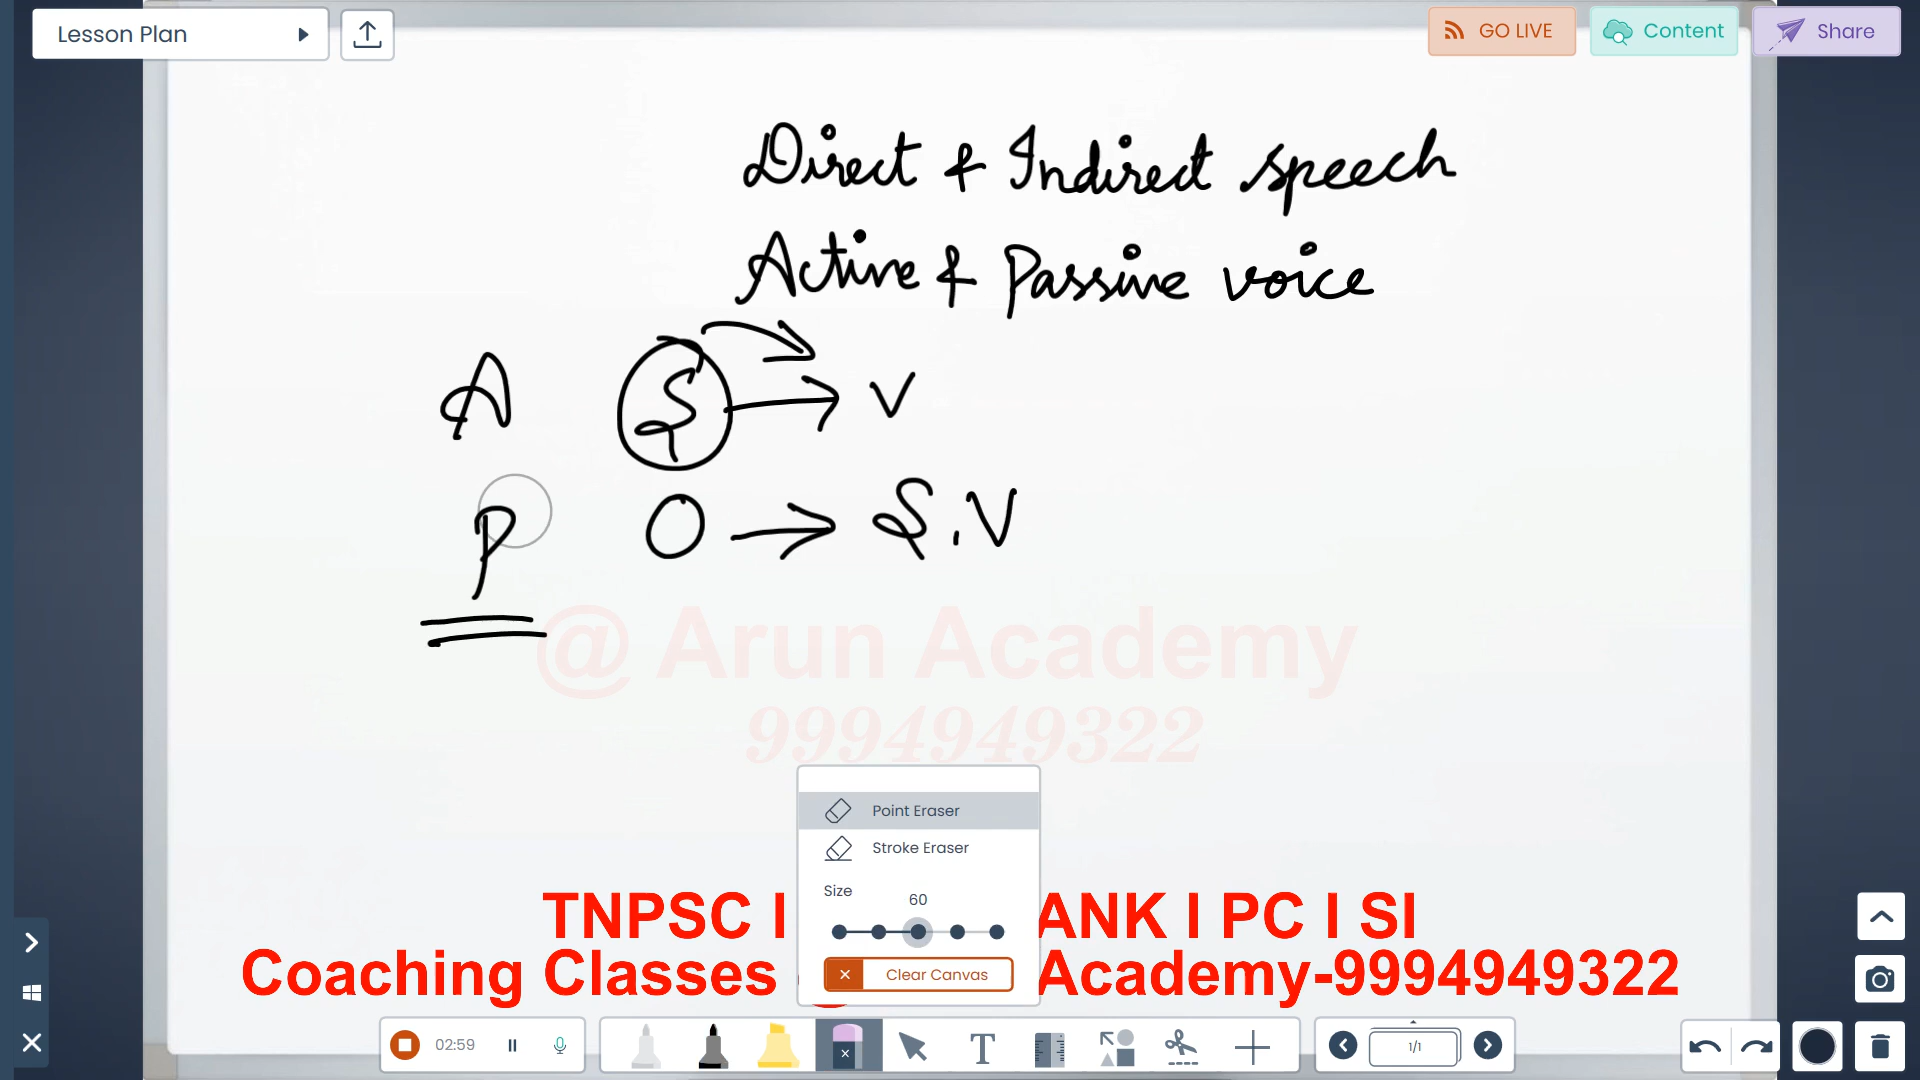 Lesson Plan
GO LIVE
Content
Share
Direct & Indirect speech
Active & Passive voice
A S → V
P O → S.V
@ Arun Academy
9994949322
Point Eraser
Stroke Eraser
Size
60
Clear Canvas
TNPSC I ANK I PC I SI
Coaching Classes Academy-9994949322
02:59
T
1/1